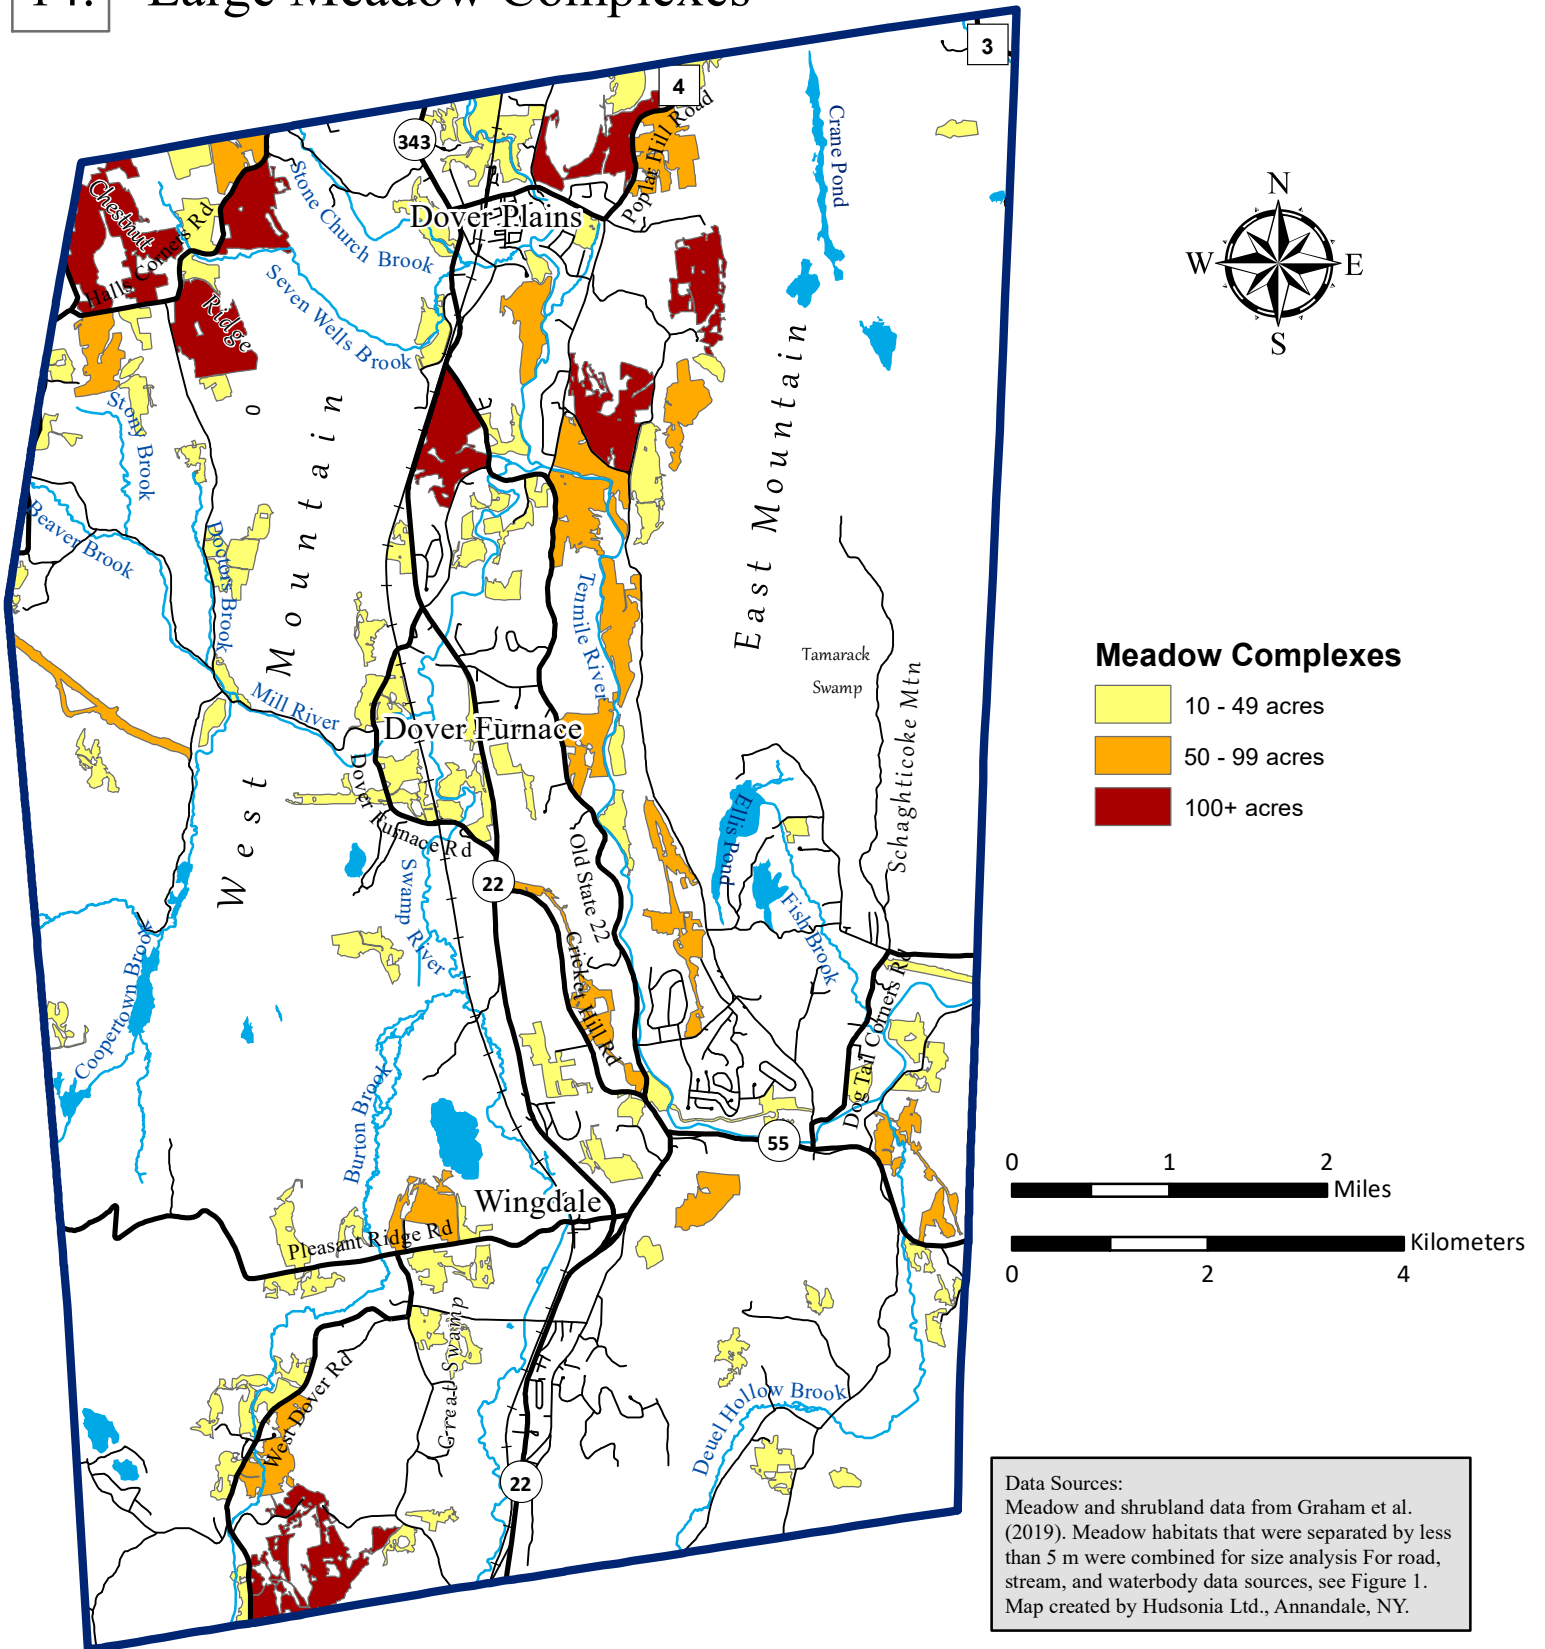 14. Large Meadow Complexes
3
4
343
Poplar Hill Road
Crane Pond
Chestnut
Ridge
Halls Corners Rd
Stone Church Brook
Dover Plains
Seven Wells Brook
N
W E
S
Stony Brook
Beaver Brook
Doctors Brook
West Mountain
East Mountain
Tenmile River
Tamarack
Swamp
Schaghticoke Mtn
Mill River
Dover Furnace
Dover Furnace Rd
Meadow Complexes
10 - 49 acres
50 - 99 acres
100+ acres
Ellis Pond
Old State 22
22
Swamp River
Fish Brook
Cricket Hill Rd
Coopertown Brook
Dog Tail Corners Rd
Burton Brook
55
Wingdale
Pleasant Ridge Rd
0 1 2
Miles
Kilometers
0 2 4
Great Swamp
West Dover Rd
Deuel Hollow Brook
22
Data Sources:
Meadow and shrubland data from Graham et al.
(2019). Meadow habitats that were separated by less
than 5 m were combined for size analysis For road,
stream, and waterbody data sources, see Figure 1.
Map created by Hudsonia Ltd., Annandale, NY.